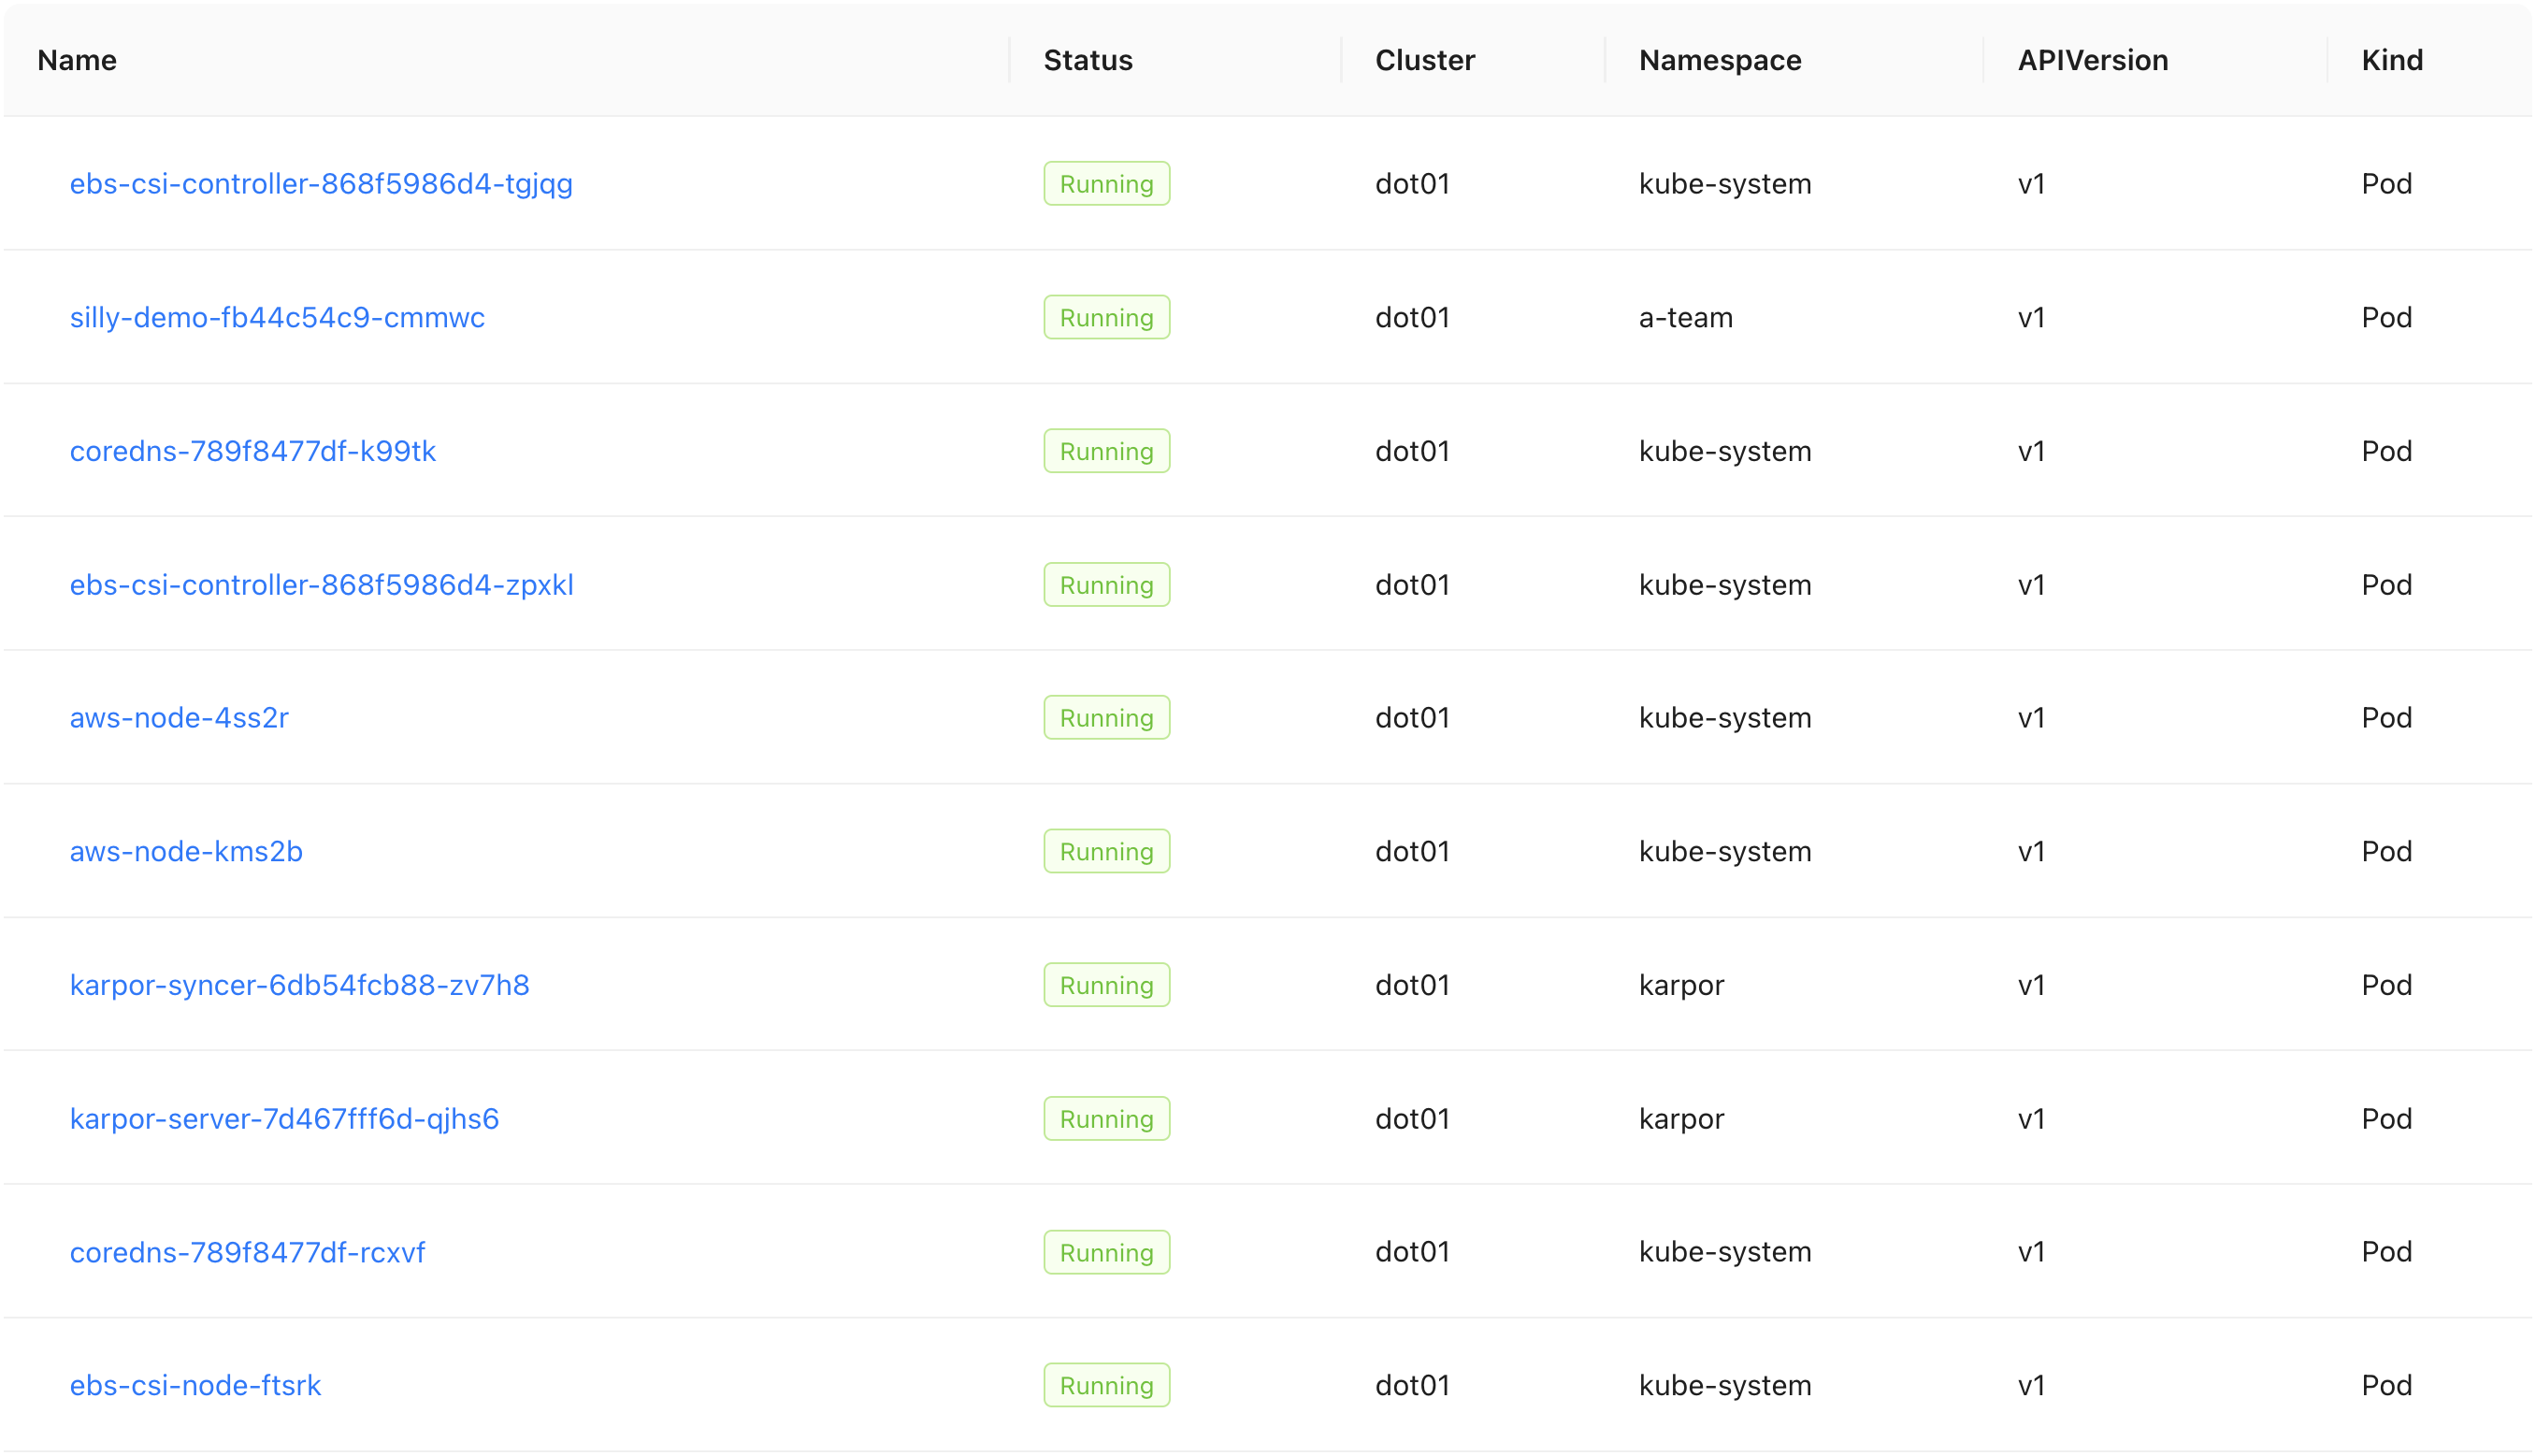 Name Status Cluster Namespace APIVersion Kind
ebs-csi-controller-868f5986d4-tgjqg Running dot01 kube-system v1 Pod
silly-demo-fb44c54c9-cmmwc Running dot01 a-team v1 Pod
coredns-789f8477df-k99tk Running dot01 kube-system v1 Pod
ebs-csi-controller-868f5986d4-zpxkl Running dot01 kube-system v1 Pod
aws-node-4ss2r Running dot01 kube-system v1 Pod
aws-node-kms2b Running dot01 kube-system v1 Pod
karpor-syncer-6db54fcb88-zv7h8 Running dot01 karpor v1 Pod
karpor-server-7d467fff6d-qjhs6 Running dot01 karpor v1 Pod
coredns-789f8477df-rcxvf Running dot01 kube-system v1 Pod
ebs-csi-node-ftsrk Running dot01 kube-system v1 Pod